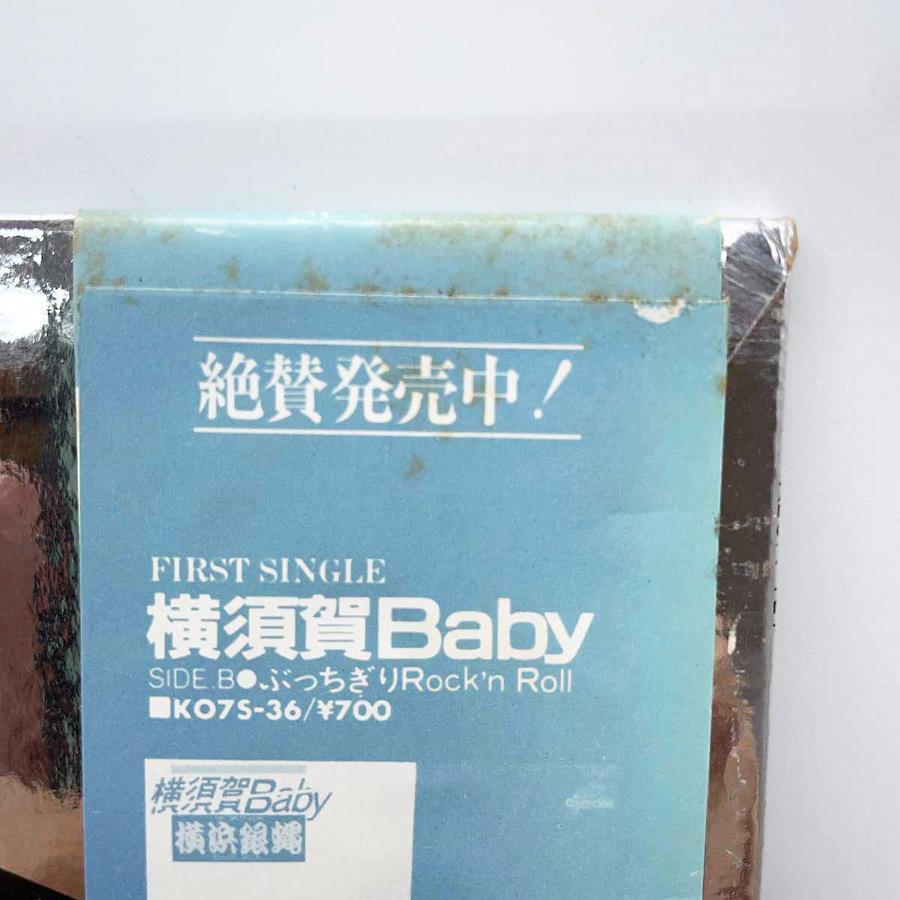 絶賛発売中!
FIRST SINGLE
横須賀Baby
SIDE.B●ぶっちぎりRock'n Roll
■K07S-36/¥700
横須賀Baby
横浜銀蝿